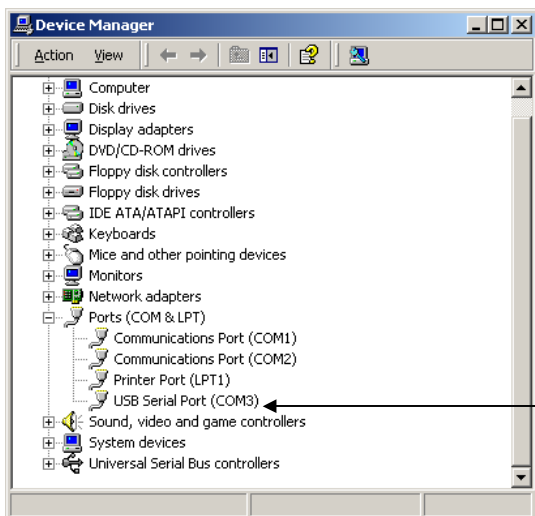 Device Manager
Action View
Computer
Disk drives
Display adapters
DVD/CD-ROM drives
Floppy disk controllers
Floppy disk drives
IDE ATA/ATAPI controllers
Keyboards
Mice and other pointing devices
Monitors
Network adapters
Ports (COM & LPT)
Communications Port (COM1)
Communications Port (COM2)
Printer Port (LPT1)
USB Serial Port (COM3)
Sound, video and game controllers
System devices
Universal Serial Bus controllers